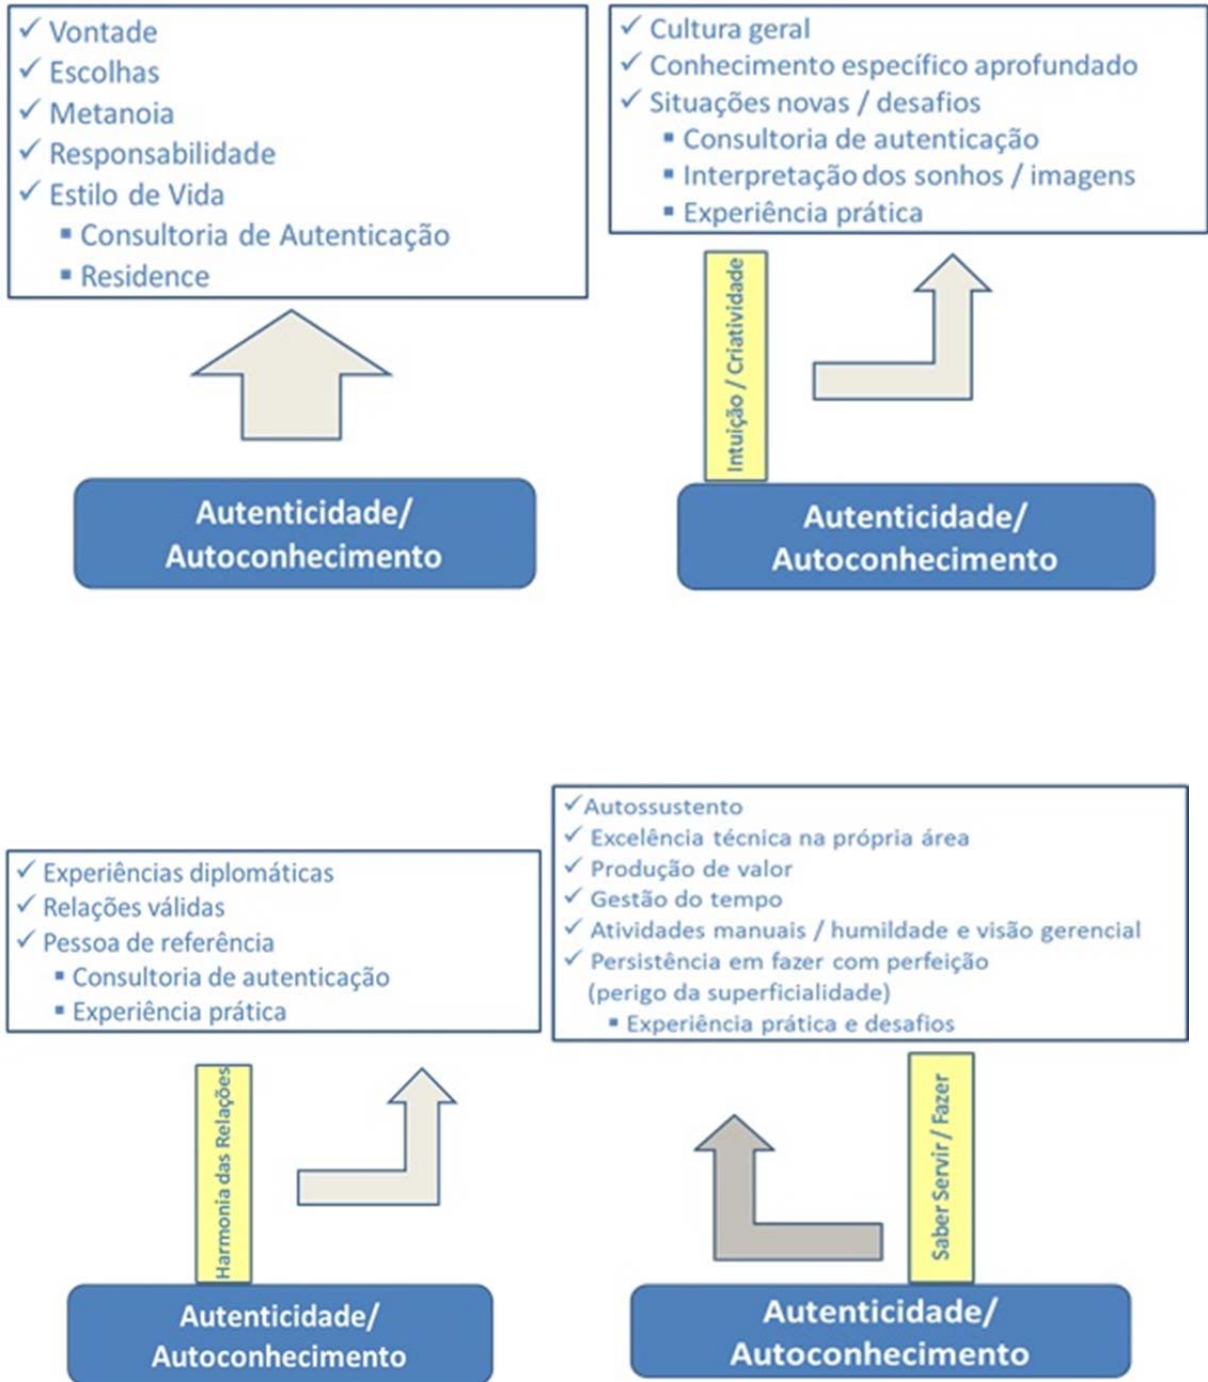 ✓ Vontade
✓ Escolhas
✓ Metanoia
✓ Responsabilidade
✓ Estilo de Vida
▪ Consultoria de Autenticação
▪ Residence
Autenticidade/
Autoconhecimento
✓ Cultura geral
✓ Conhecimento específico aprofundado
✓ Situações novas / desafios
▪ Consultoria de autenticação
▪ Interpretação dos sonhos / imagens
▪ Experiência prática
Intuição / Criatividade
Autenticidade/
Autoconhecimento
✓ Experiências diplomáticas
✓ Relações válidas
✓ Pessoa de referência
▪ Consultoria de autenticação
▪ Experiência prática
Harmonia das Relações
Autenticidade/
Autoconhecimento
✓Autossustento
✓ Excelência técnica na própria área
✓ Produção de valor
✓ Gestão do tempo
✓ Atividades manuais / humildade e visão gerencial
✓ Persistência em fazer com perfeição
(perigo da superficialidade)
▪ Experiência prática e desafios
Saber Servir / Fazer
Autenticidade/
Autoconhecimento